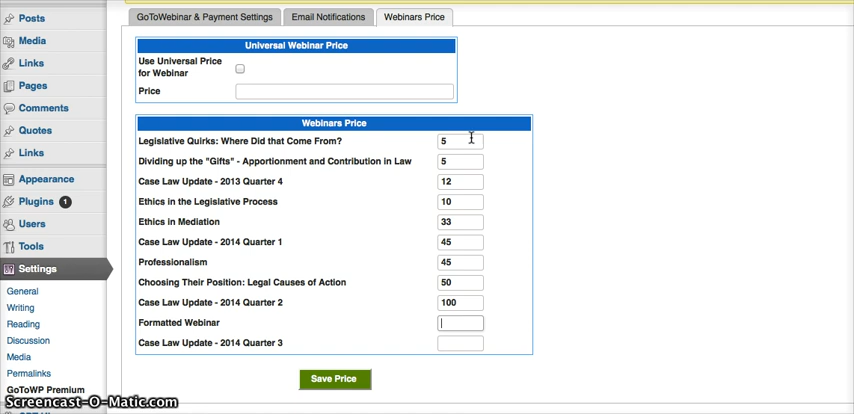 Posts
Media
Links
Pages
Comments
Quotes
Links
Appearance
Plugins 1
Users
Tools
Settings
General
Writing
Reading
Discussion
Media
Permalinks
GoToWP Premium
GoToWebinar & Payment Settings
Email Notifications
Webinars Price
Universal Webinar Price
Use Universal Price
for Webinar
Price
Webinars Price
Legislative Quirks: Where Did that Come From? 5
Dividing up the "Gifts" - Apportionment and Contribution in Law 5
Case Law Update - 2013 Quarter 4 12
Ethics in the Legislative Process 10
Ethics in Mediation 33
Case Law Update - 2014 Quarter 1 45
Professionalism 45
Choosing Their Position: Legal Causes of Action 50
Case Law Update - 2014 Quarter 2 100
Formatted Webinar
Case Law Update - 2014 Quarter 3
Save Price
Screencast-O-Matic.com